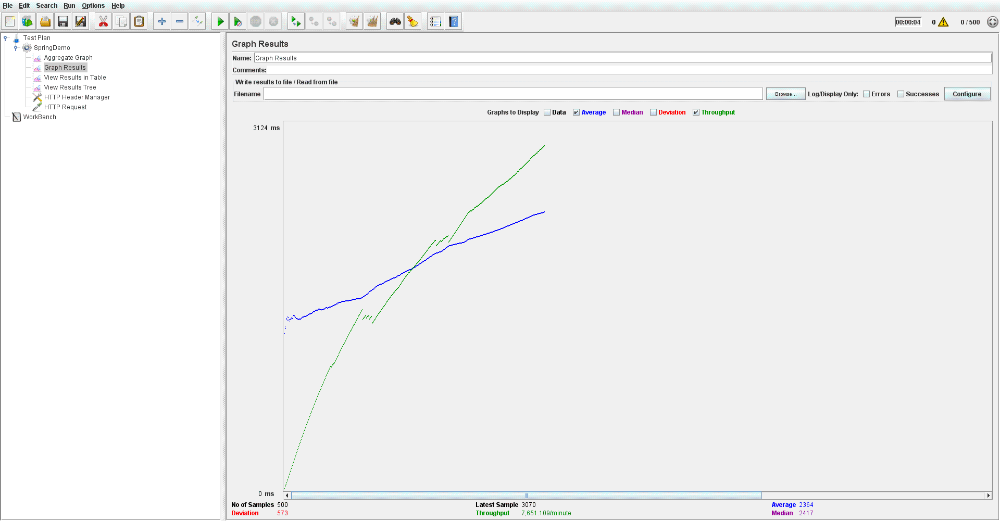 File Edit Search Run Options Help
00:00:04 0 0 / 500
Test Plan
SpringDemo
Aggregate Graph
Graph Results
View Results in Table
View Results Tree
HTTP Header Manager
HTTP Request
WorkBench
Graph Results
Name: Graph Results
Comments:
Write results to file / Read from file
Filename Browse... Log/Display Only: Errors Successes Configure
Graphs to Display Data Average Median Deviation Throughput
3124 ms
0 ms
No of Samples 500 Latest Sample 3070 Average 2364
Deviation 573 Throughput 7,651.109/minute Median 2417